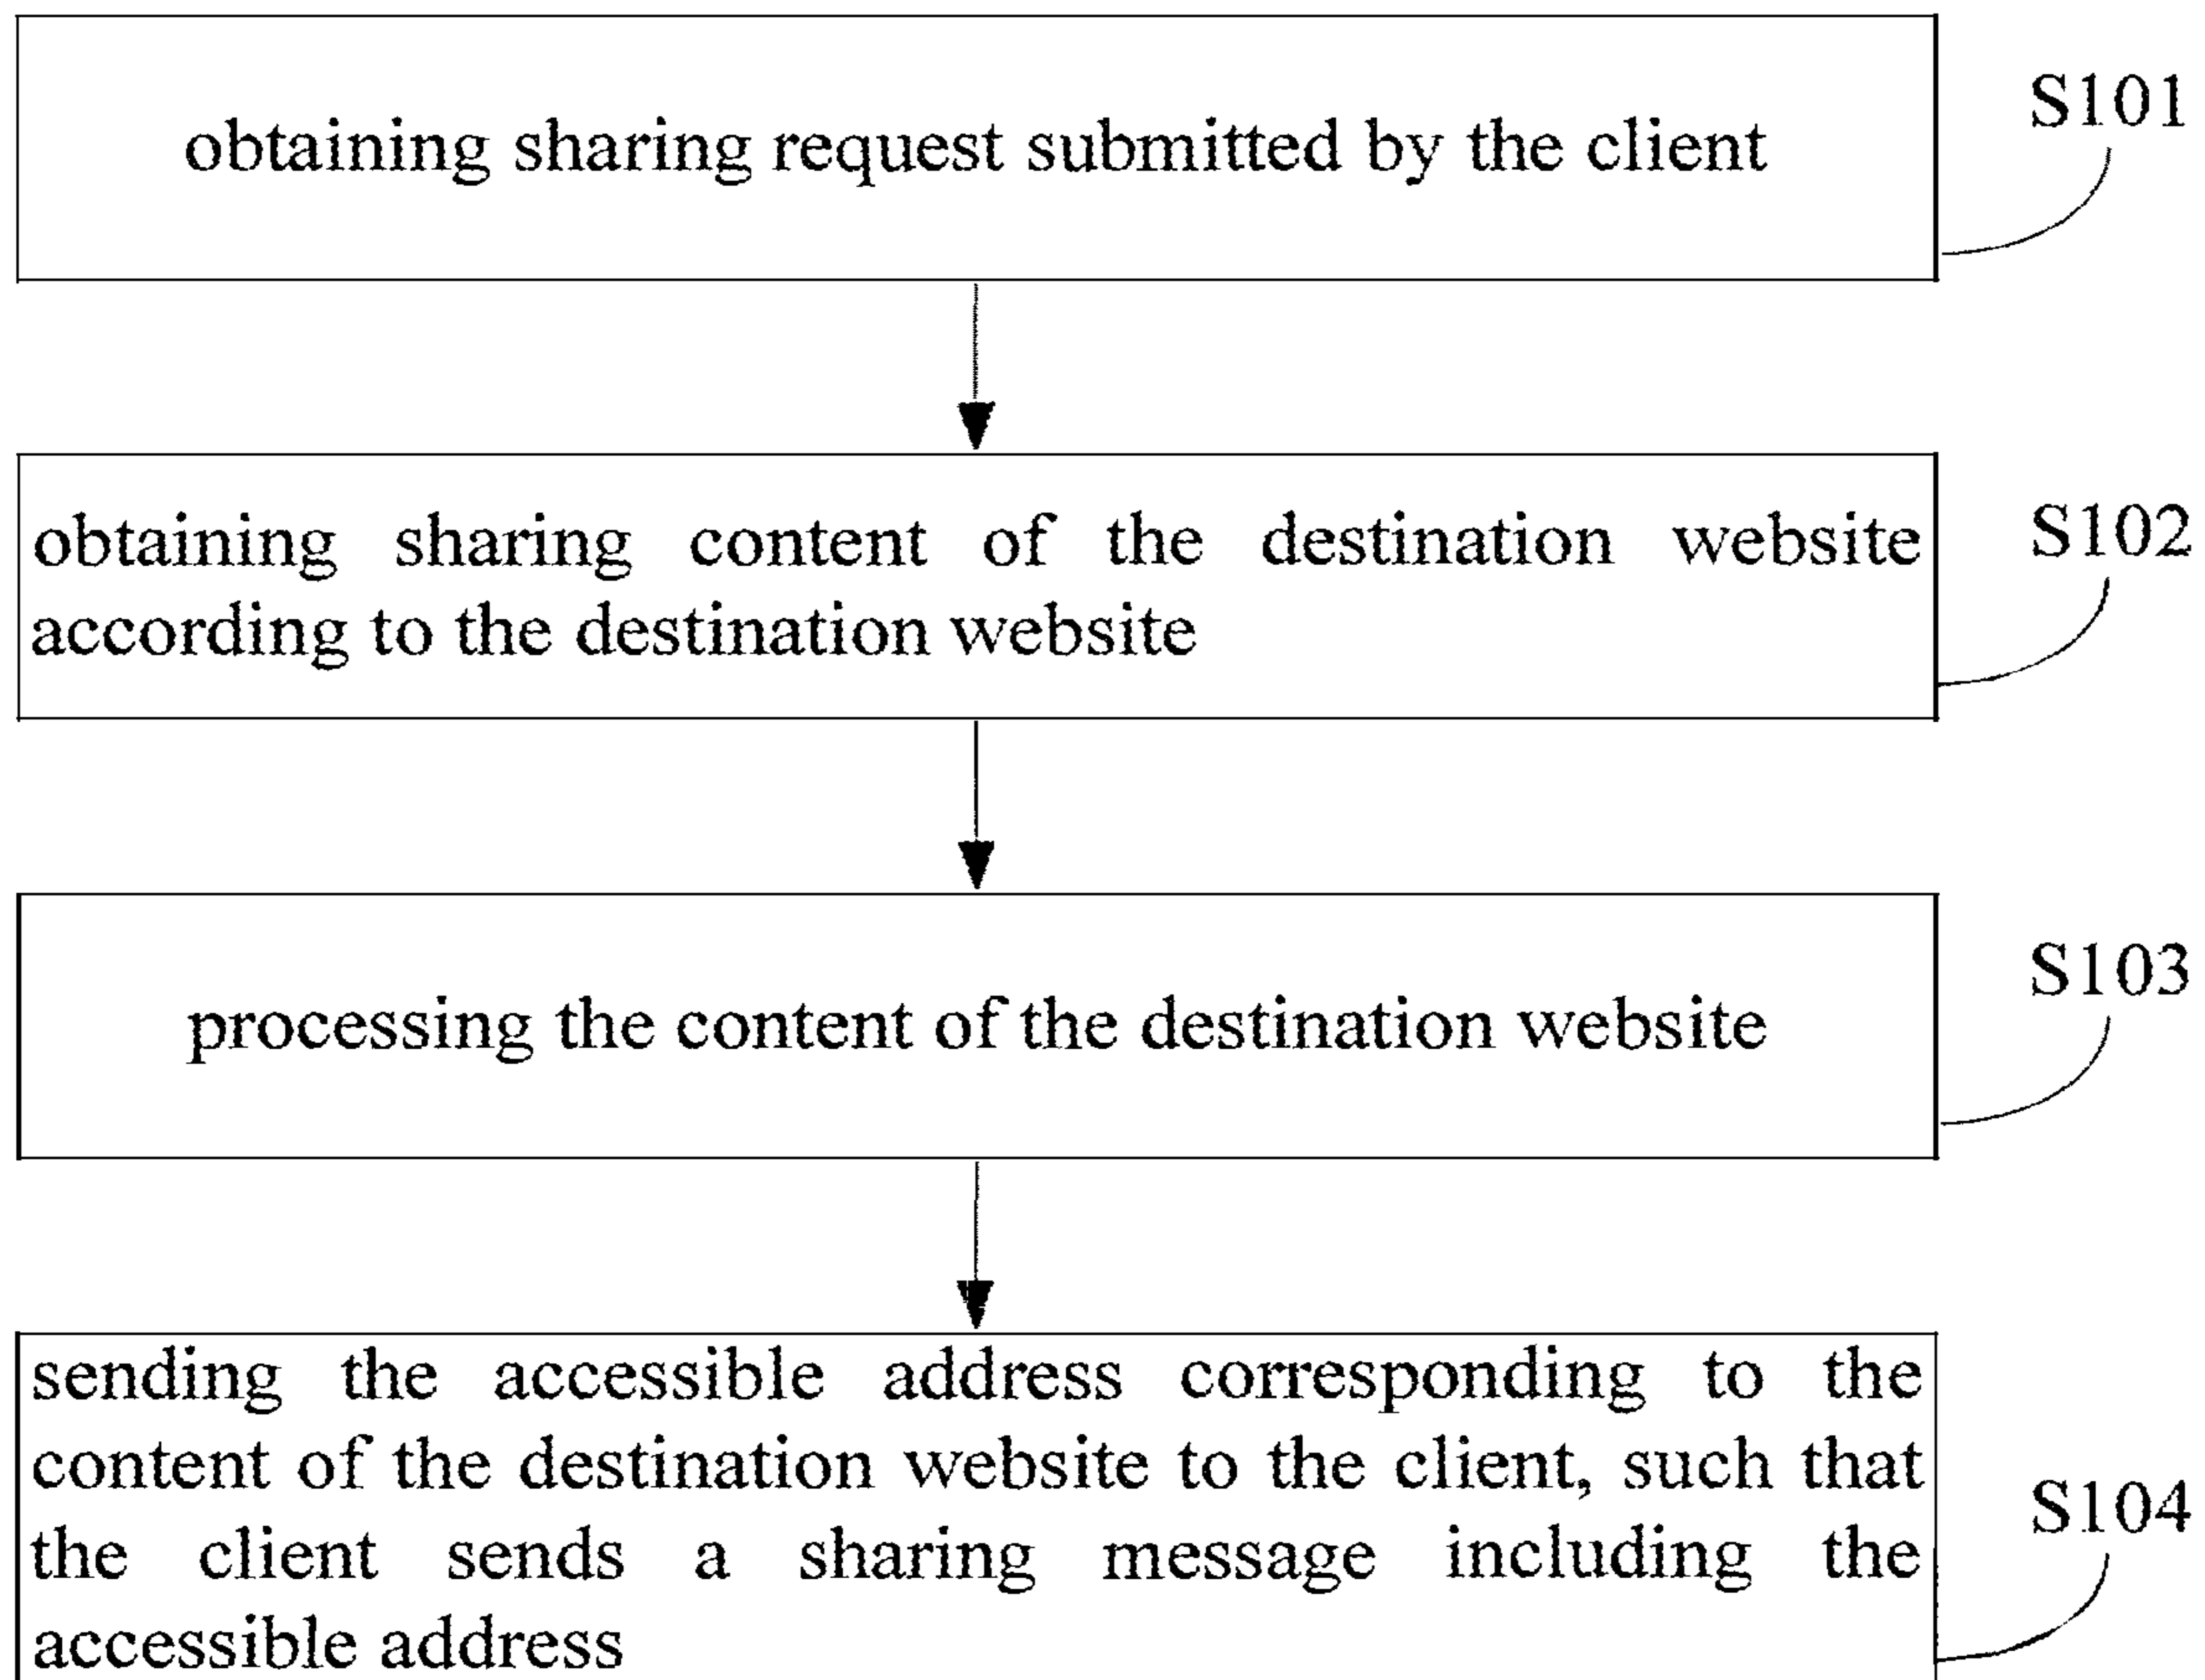 obtaining sharing request submitted by the client
S101
obtaining sharing content of the destination website
according to the destination website
S102
processing the content of the destination website
S103
sending the accessible address corresponding to the
content of the destination website to the client, such that
the client sends a sharing message including the
accessible address
S104